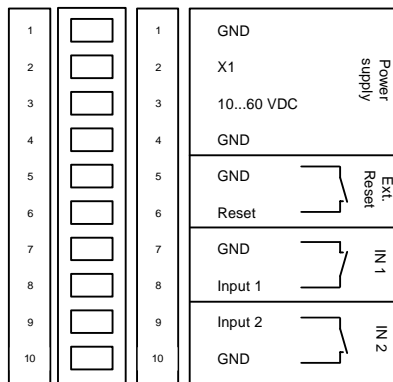 1 1 GND
2 2 X1
3 3 10...60 VDC
4 4 GND
Power
supply
5 5 GND
6 6 Reset
Ext.
Reset
7 7 GND
8 8 Input 1
IN 1
9 9 Input 2
10 10 GND
IN 2